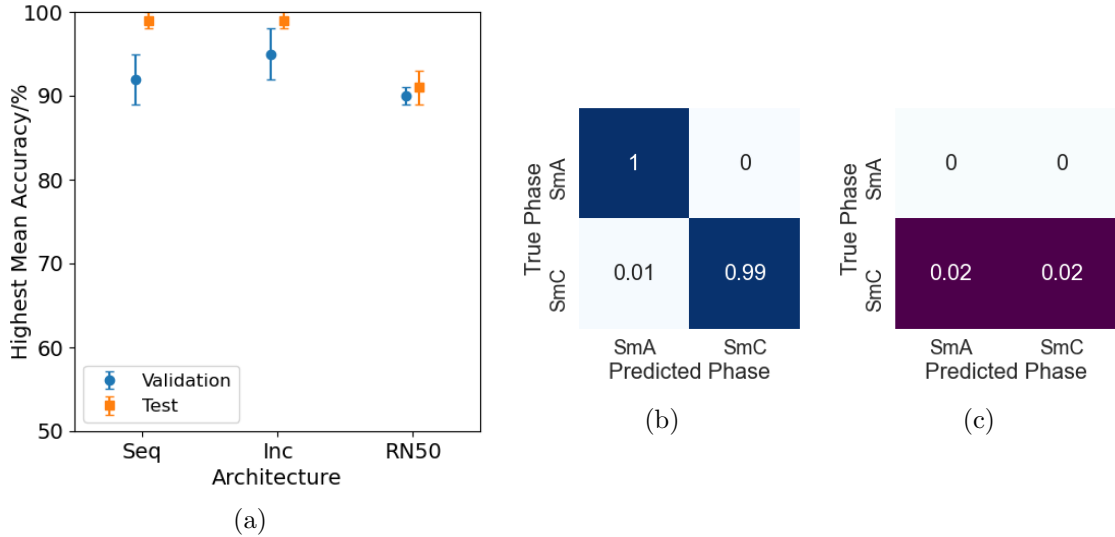 Highest Mean Accuracy/%
100
90
80
70
60
50
Validation
Test
Seq Inc RN50
Architecture
(a)
True Phase
SmA
SmC
1 0
0.01 0.99
SmA SmC
Predicted Phase
(b)
True Phase
SmA
SmC
0 0
0.02 0.02
SmA SmC
Predicted Phase
(c)